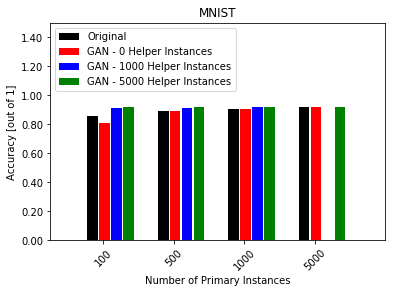 MNIST
Original
GAN - 0 Helper Instances
GAN - 1000 Helper Instances
GAN - 5000 Helper Instances
Accuracy [out of 1]
1.40
1.20
1.00
0.80
0.60
0.40
0.20
0.00
100
500
1000
5000
Number of Primary Instances